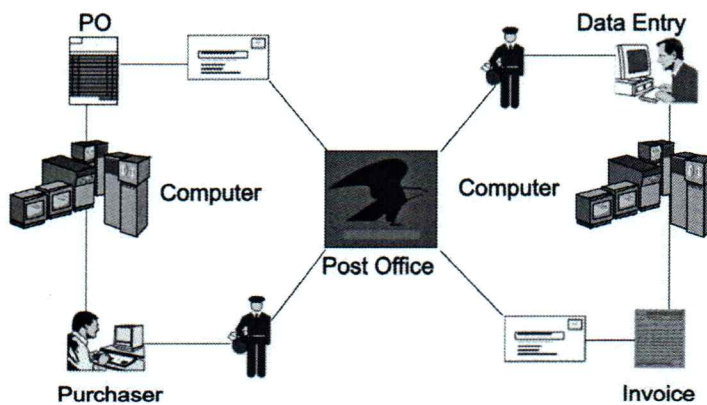 PO
Data Entry
Computer
Computer
Post Office
Purchaser
Invoice